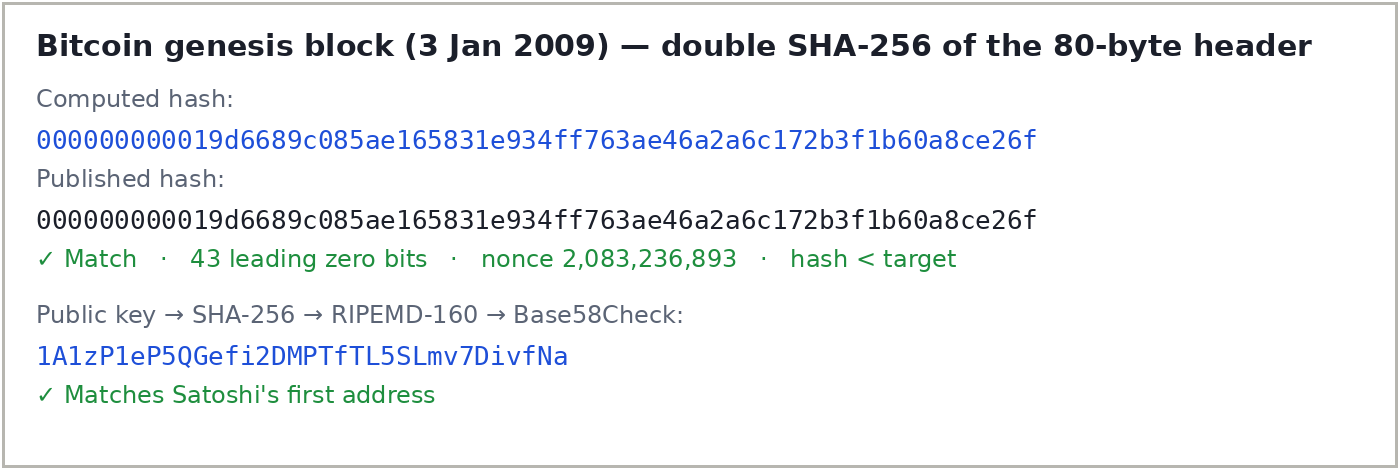 Bitcoin genesis block (3 Jan 2009) — double SHA-256 of the 80-byte header
Computed hash:
000000000019d6689c085ae165831e934ff763ae46a2a6c172b3f1b60a8ce26f
Published hash:
000000000019d6689c085ae165831e934ff763ae46a2a6c172b3f1b60a8ce26f
✓ Match · 43 leading zero bits · nonce 2,083,236,893 · hash < target
Public key → SHA-256 → RIPEMD-160 → Base58Check:
1A1zP1eP5QGefi2DMPTfTL5SLmv7DivfNa
✓ Matches Satoshi's first address